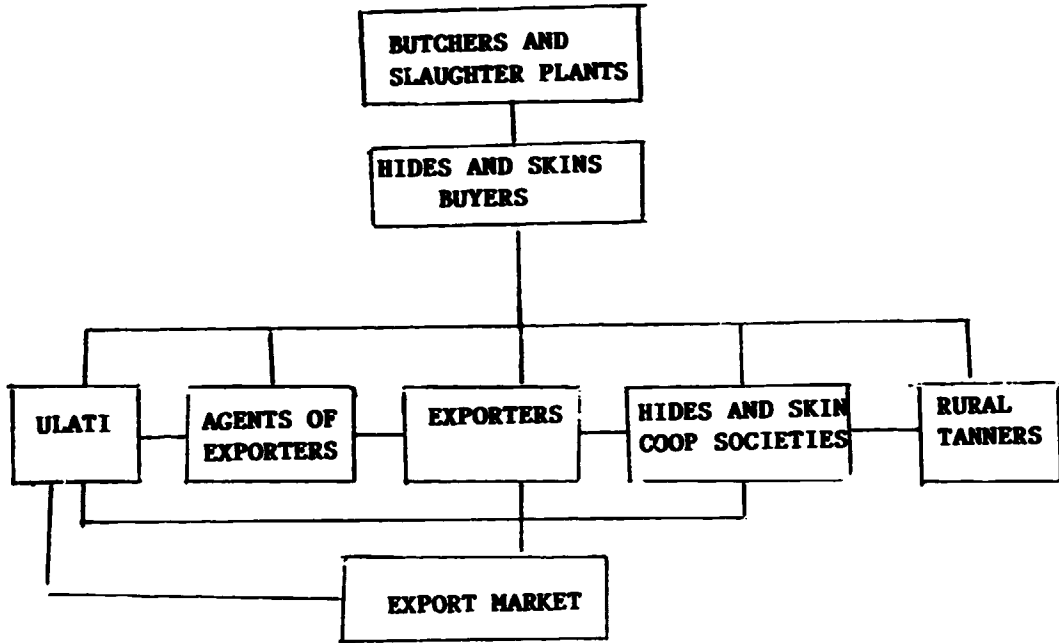 BUTCHERS AND
SLAUGHTER PLANTS
HIDES AND SKINS
BUYERS
ULATI
AGENTS OF
EXPORTERS
EXPORTERS
HIDES AND SKIN
COOP SOCIETIES
RURAL
TANNERS
EXPORT MARKET